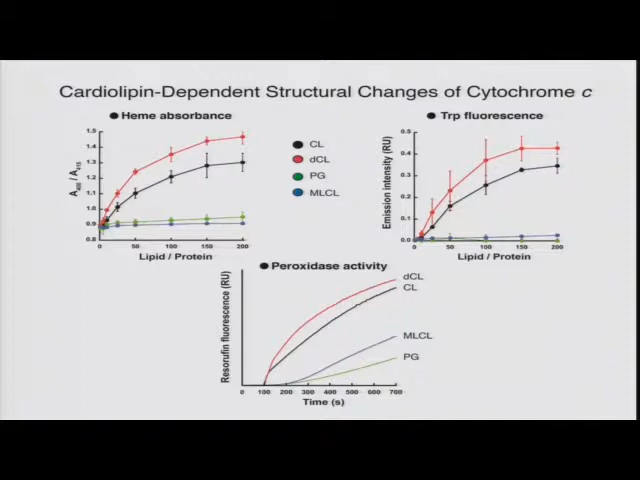 Cardiolipin-Dependent Structural Changes of Cytochrome c
● Heme absorbance
1.5
1.4
1.3
1.2
1.1
1.0
0.9
0.8
0 50 100 150 200
Lipid / Protein
CL
dCL
PG
MLCL
● Trp fluorescence
Emission intensity (RU)
0.5
0.4
0.3
0.2
0.1
0.0
0 50 100 150 200
Lipid / Protein
● Peroxidase activity
Resorufin fluorescence (RU)
dCL
CL
MLCL
PG
0 100 200 300 400 500 600 700
Time (s)